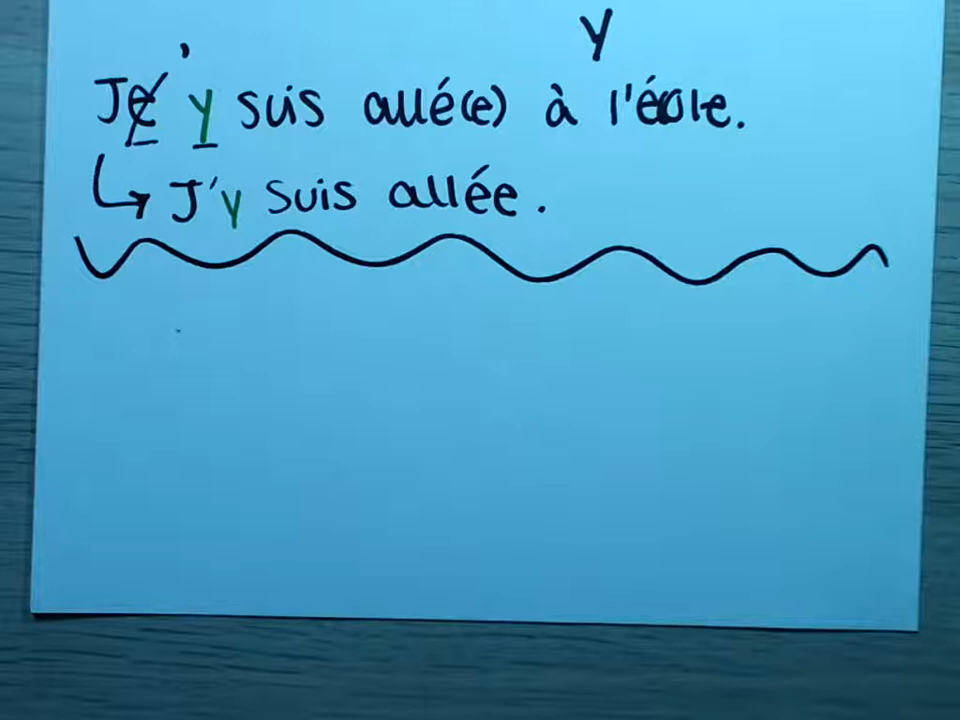 y
Je y suis allé(e) à l'école.
↳ J'y suis allée.